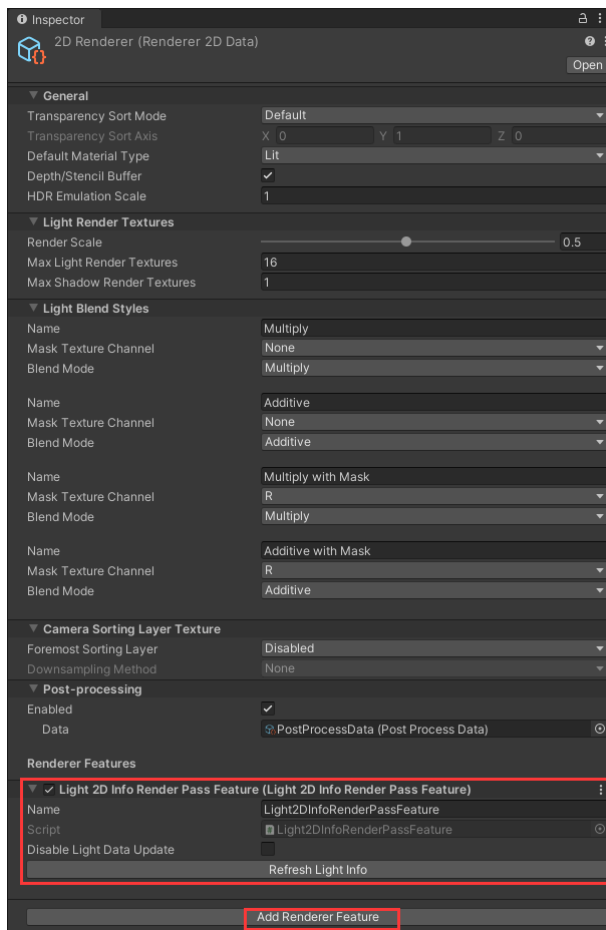 Inspector
2D Renderer (Renderer 2D Data)
Open
General
Transparency Sort Mode Default
Transparency Sort Axis X 0 Y 1 Z 0
Default Material Type Lit
Depth/Stencil Buffer
HDR Emulation Scale 1
Light Render Textures
Render Scale 0.5
Max Light Render Textures 16
Max Shadow Render Textures 1
Light Blend Styles
Name Multiply
Mask Texture Channel None
Blend Mode Multiply
Name Additive
Mask Texture Channel None
Blend Mode Additive
Name Multiply with Mask
Mask Texture Channel R
Blend Mode Multiply
Name Additive with Mask
Mask Texture Channel R
Blend Mode Additive
Camera Sorting Layer Texture
Foremost Sorting Layer Disabled
Downsampling Method None
Post-processing
Enabled
Data PostProcessData (Post Process Data)
Renderer Features
Light 2D Info Render Pass Feature (Light 2D Info Render Pass Feature)
Name Light2DInfoRenderPassFeature
Script Light2DInfoRenderPassFeature
Disable Light Data Update
Refresh Light Info
Add Renderer Feature